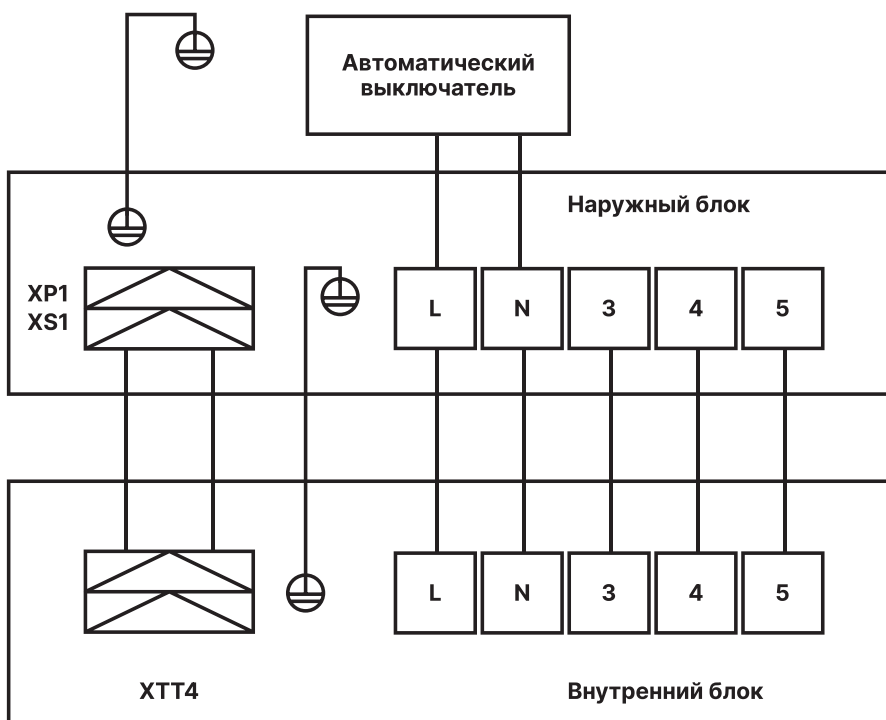 Автоматический
выключатель
Наружный блок
XP1
XS1
L N 3 4 5
L N 3 4 5
XTT4
Внутренний блок